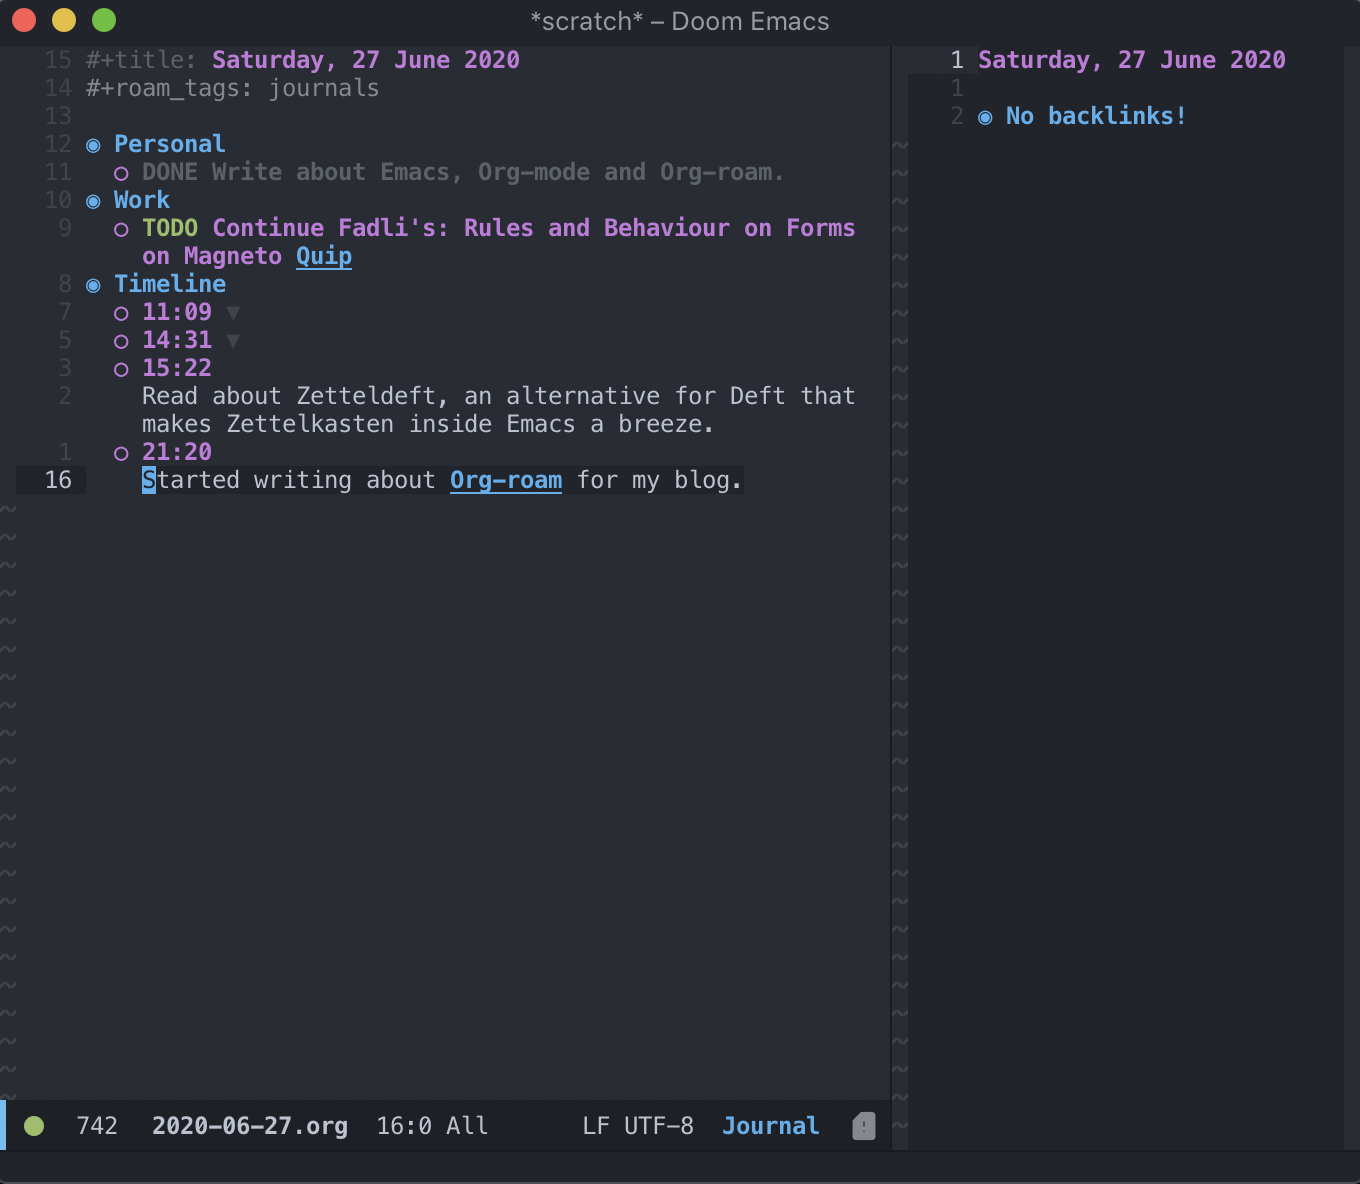 *scratch* – Doom Emacs
15 #+title: Saturday, 27 June 2020
14 #+roam_tags: journals
13
12 ◉ Personal
11 ○ DONE Write about Emacs, Org-mode and Org-roam.
10 ◉ Work
9 ○ TODO Continue Fadli's: Rules and Behaviour on Forms
on Magneto Quip
8 ◉ Timeline
7 ○ 11:09 ▼
5 ○ 14:31 ▼
3 ○ 15:22
2 Read about Zetteldeft, an alternative for Deft that
makes Zettelkasten inside Emacs a breeze.
1 ○ 21:20
16 Started writing about Org-roam for my blog.
742 2020-06-27.org 16:0 All LF UTF-8 Journal !
1 Saturday, 27 June 2020
1
2 ◉ No backlinks!